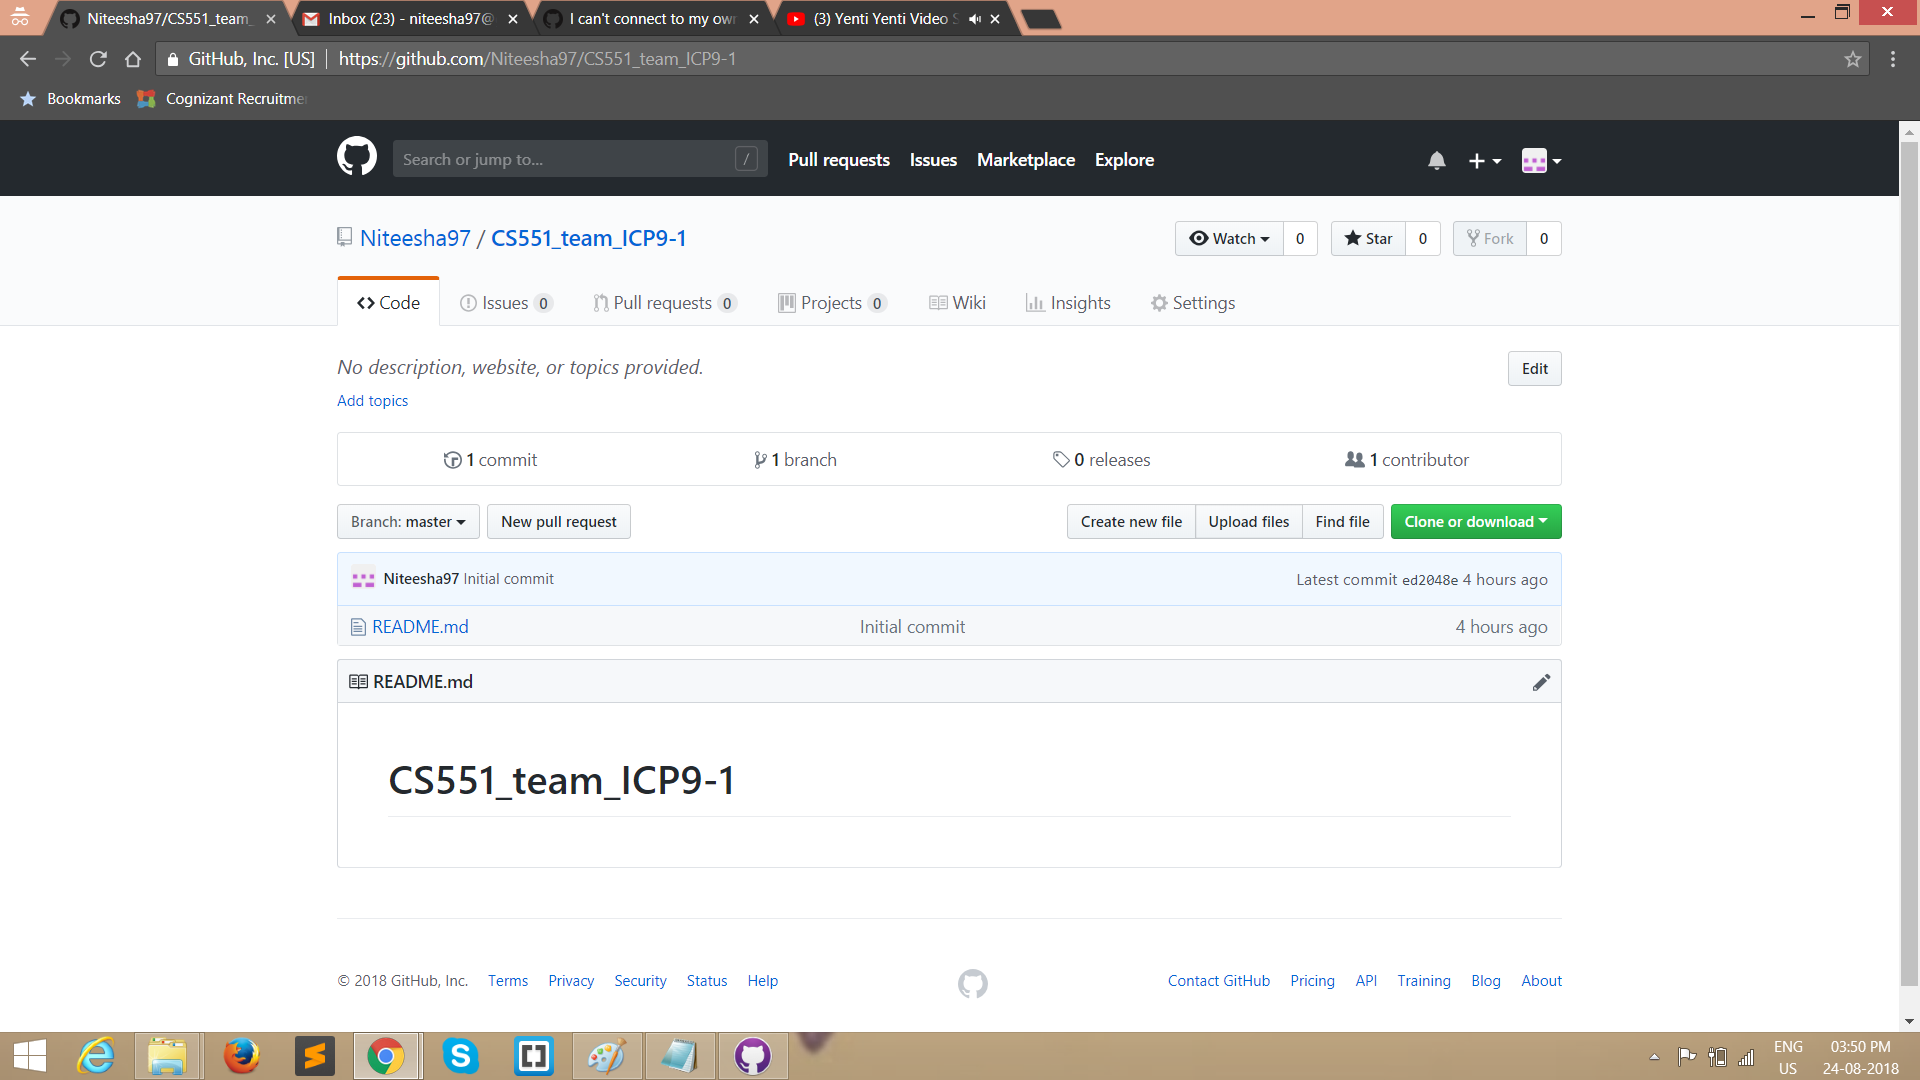 Niteesha97/CS551_team_
Inbox (23) - niteesha97@
I can't connect to my own
(3) Yenti Yenti Video S
GitHub, Inc. [US]
https://github.com/Niteesha97/CS551_team_ICP9-1
Bookmarks
Cognizant Recruitme
Search or jump to...
/
Pull requests
Issues
Marketplace
Explore
Niteesha97 / CS551_team_ICP9-1
Watch 0
Star 0
Fork 0
Code
Issues 0
Pull requests 0
Projects 0
Wiki
Insights
Settings
No description, website, or topics provided.
Edit
Add topics
1 commit
1 branch
0 releases
1 contributor
Branch: master
New pull request
Create new file
Upload files
Find file
Clone or download
Niteesha97 Initial commit
Latest commit ed2048e 4 hours ago
README.md
Initial commit
4 hours ago
README.md
CS551_team_ICP9-1
© 2018 GitHub, Inc.
Terms
Privacy
Security
Status
Help
Contact GitHub
Pricing
API
Training
Blog
About
ENG
US
03:50 PM
24-08-2018